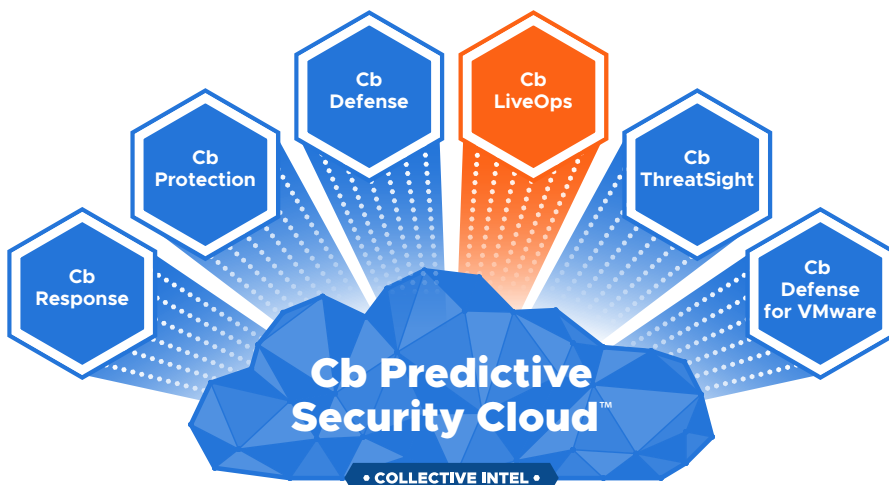 Cb
Response
Cb
Protection
Cb
Defense
Cb
LiveOps
Cb
ThreatSight
Cb
Defense
for VMware
Cb Predictive
Security Cloud™
• COLLECTIVE INTEL •